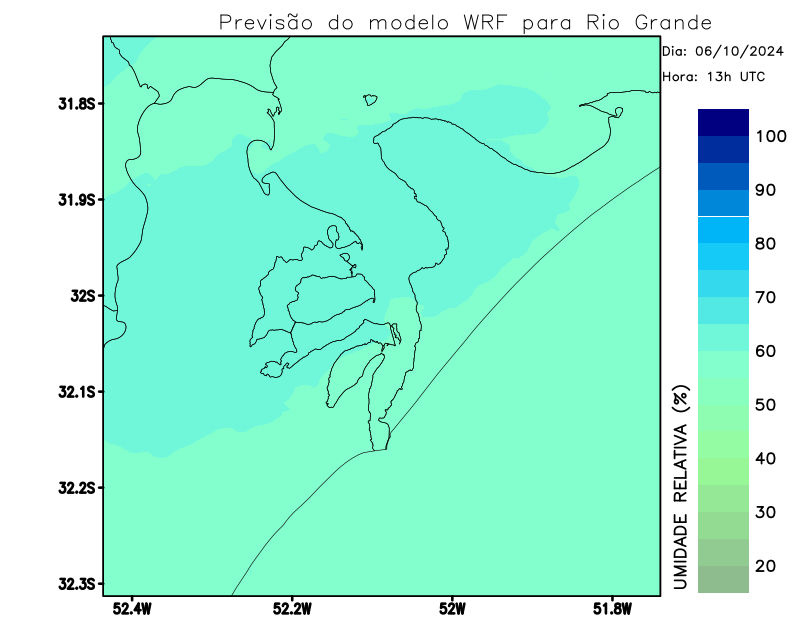 Previsão do modelo WRF para Rio Grande
Dia: 06/10/2024
Hora: 13h UTC
31.8S
31.9S
32S
32.1S
32.2S
32.3S
52.4W
52.2W
52W
51.8W
100
90
80
70
60
50
40
30
20
UMIDADE RELATIVA (%)